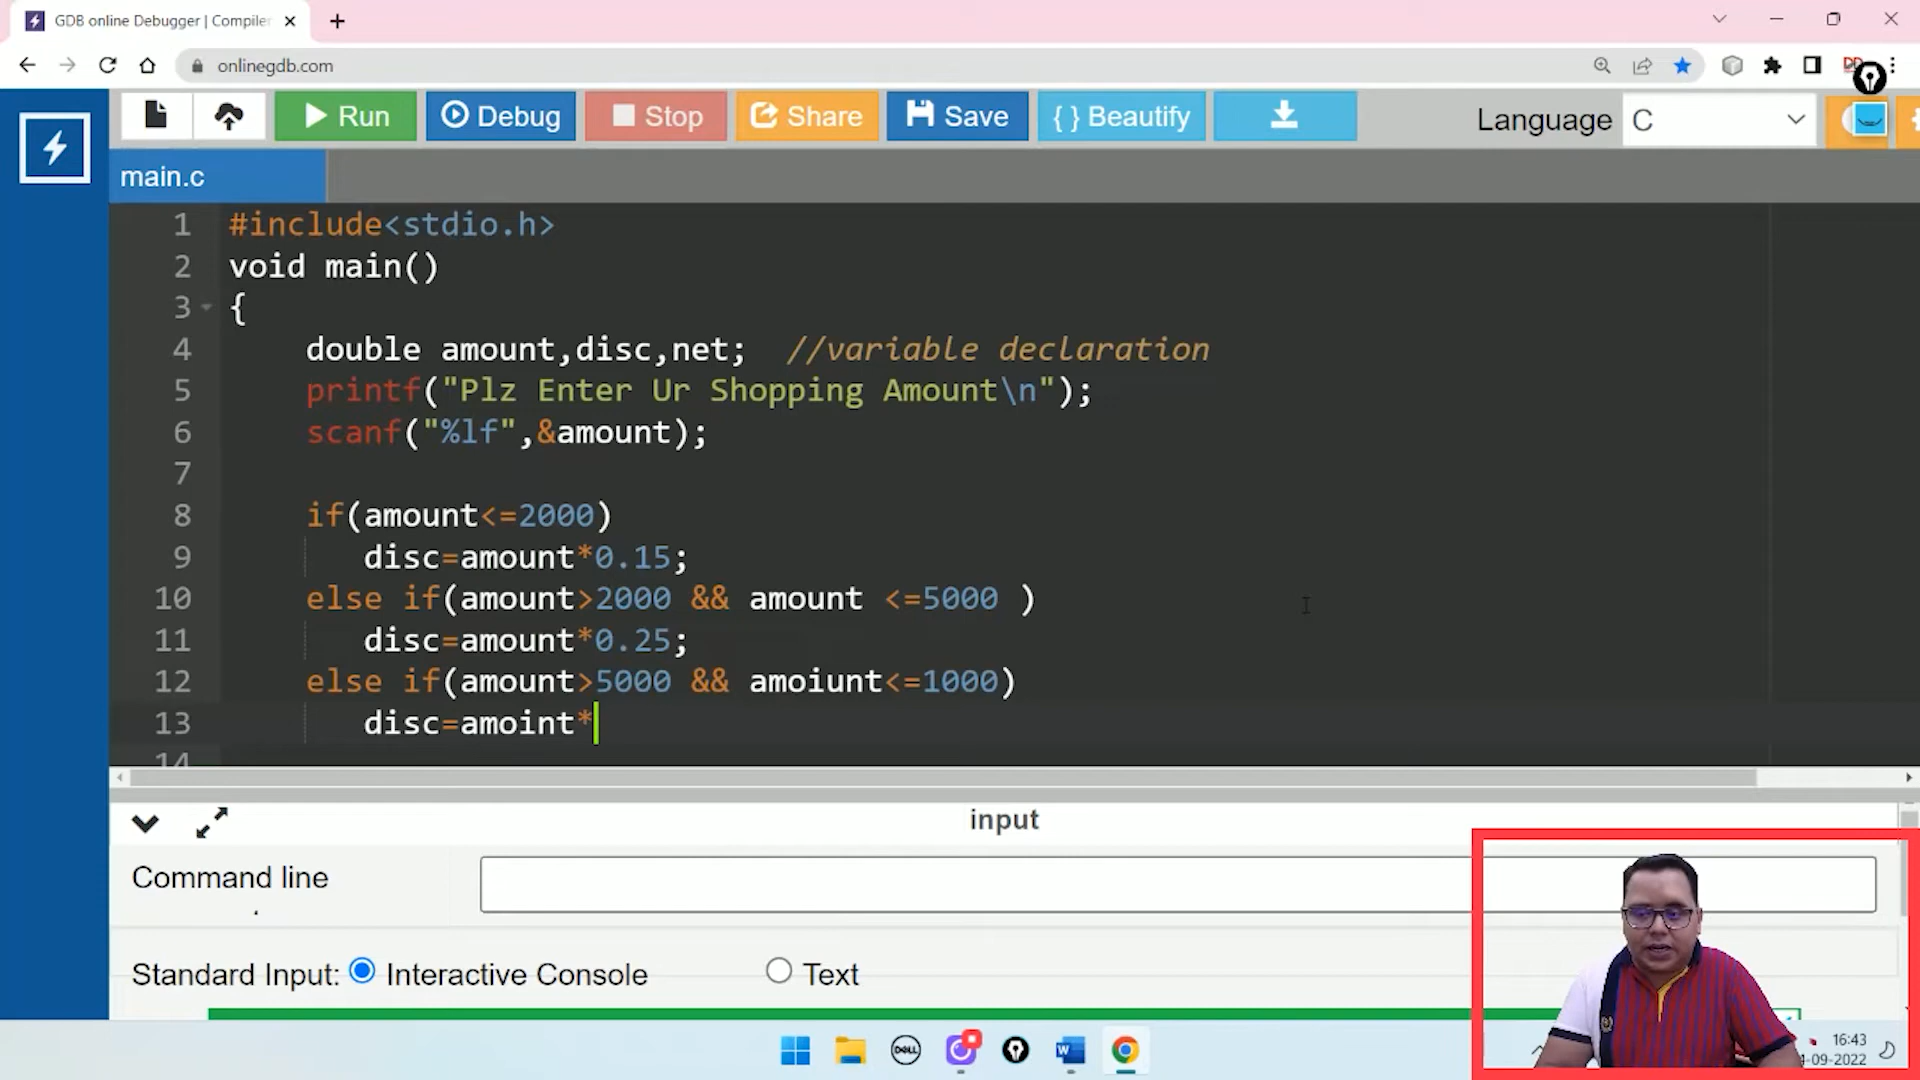 GDB online Debugger | Compiler
onlinegdb.com
Run
Debug
Stop
Share
Save
{ } Beautify
Language
C
main.c
1 #include<stdio.h>
2 void main()
3 {
4 double amount,disc,net; //variable declaration
5 printf("Plz Enter Ur Shopping Amount\n");
6 scanf("%lf",&amount);
7
8 if(amount<=2000)
9 disc=amount*0.15;
10 else if(amount>2000 && amount <=5000 )
11 disc=amount*0.25;
12 else if(amount>5000 && amoiunt<=1000)
13 disc=amoint*
14
input
Command line
Standard Input: Interactive Console Text
DELL
W
16:43
-09-2022